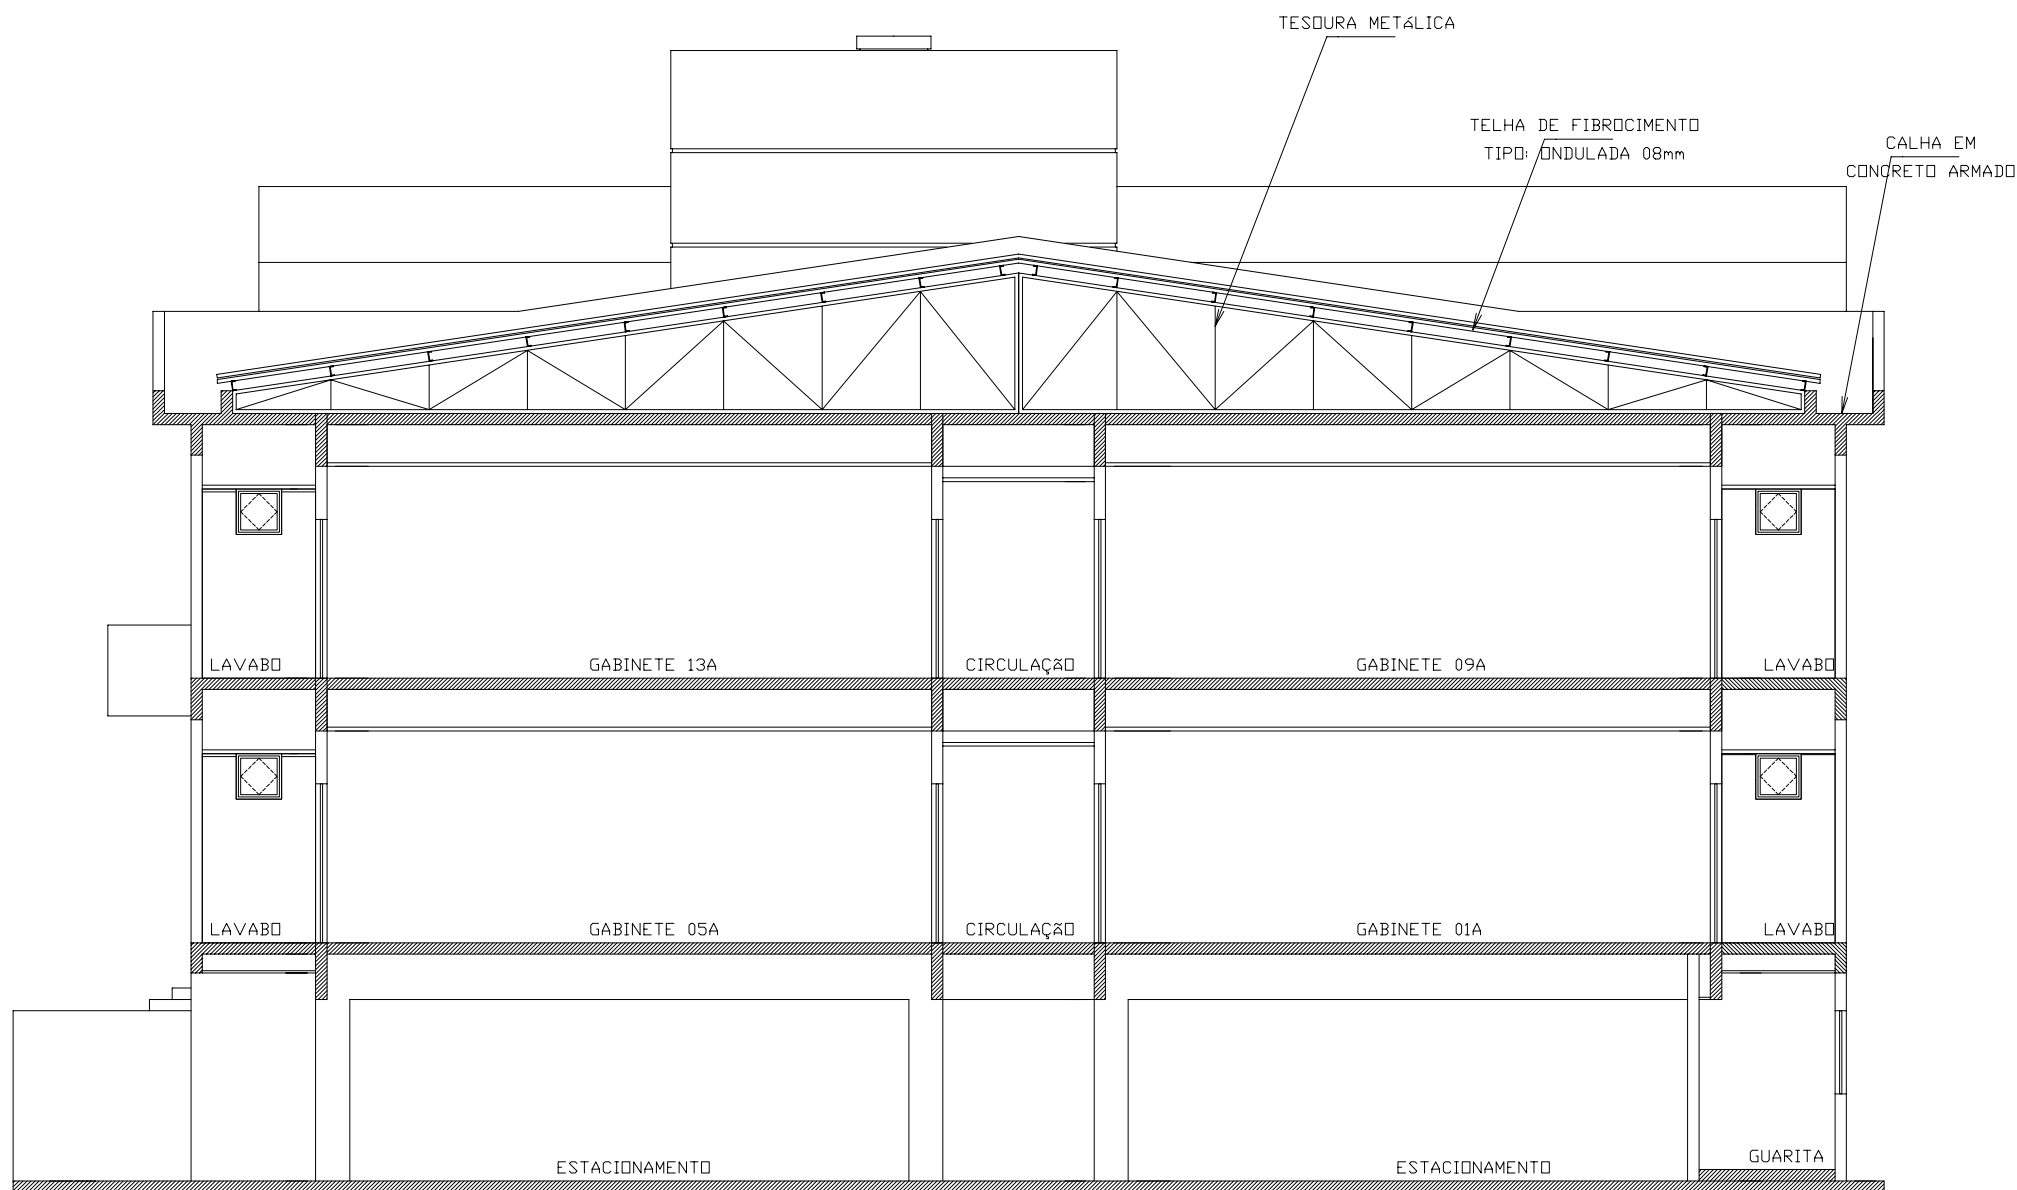 TESOURA METáLICA
TELHA DE FIBROCIMENTO
TIPO: ONDULADA 08mm
CALHA EM
CONCRETO ARMADO
LAVABO
GABINETE 13A
CIRCULAÇãO
GABINETE 09A
LAVABO
LAVABO
GABINETE 05A
CIRCULAÇãO
GABINETE 01A
LAVABO
ESTACIONAMENTO
ESTACIONAMENTO
GUARITA